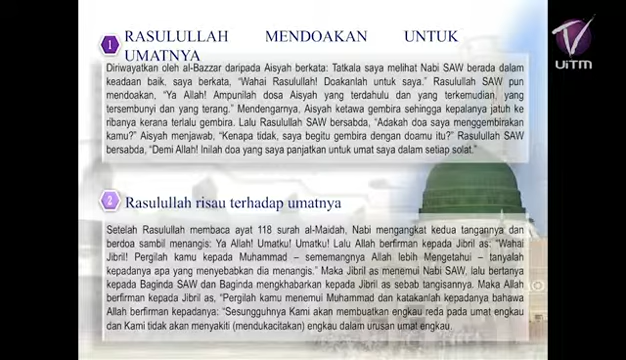 1 RASULULLAH MENDOAKAN UNTUK
UMATNYA
Diriwayatkan oleh al-Bazzar daripada Aisyah berkata: Tatkala saya melihat Nabi SAW berada dalam
keadaan baik, saya berkata, "Wahai Rasulullah! Doakanlah untuk saya." Rasulullah SAW pun
mendoakan, "Ya Allah! Ampunilah dosa Aisyah yang terdahulu dan yang terkemudian, yang
tersembunyi dan yang terang." Mendengarnya, Aisyah ketawa gembira sehingga kepalanya jatuh ke
ribanya kerana terlalu gembira. Lalu Rasulullah SAW bersabda, "Adakah doa saya menggembirakan
kamu?" Aisyah menjawab, "Kenapa tidak, saya begitu gembira dengan doamu itu?" Rasulullah SAW
bersabda, "Demi Allah! Inilah doa yang saya panjatkan untuk umat saya dalam setiap solat."
2 Rasulullah risau terhadap umatnya
Setelah Rasulullah membaca ayat 118 surah al-Maidah, Nabi mengangkat kedua tangannya dan
berdoa sambil menangis: Ya Allah! Umatku! Umatku! Lalu Allah berfirman kepada Jibril as: "Wahai
Jibril! Pergilah kamu kepada Muhammad – sememangnya Allah lebih Mengetahui – tanyalah
kepadanya apa yang menyebabkan dia menangis." Maka Jibril as menemui Nabi SAW, lalu bertanya
kepada Baginda SAW dan Baginda mengkhabarkan kepada Jibril as sebab tangisannya. Maka Allah
berfirman kepada Jibril as, "Pergilah kamu menemui Muhammad dan katakanlah kepadanya bahawa
Allah berfirman kepadanya: "Sesungguhnya Kami akan membuatkan engkau reda pada umat engkau
dan Kami tidak akan menyakiti (mendukacitakan) engkau dalam urusan umat engkau.
UiTM